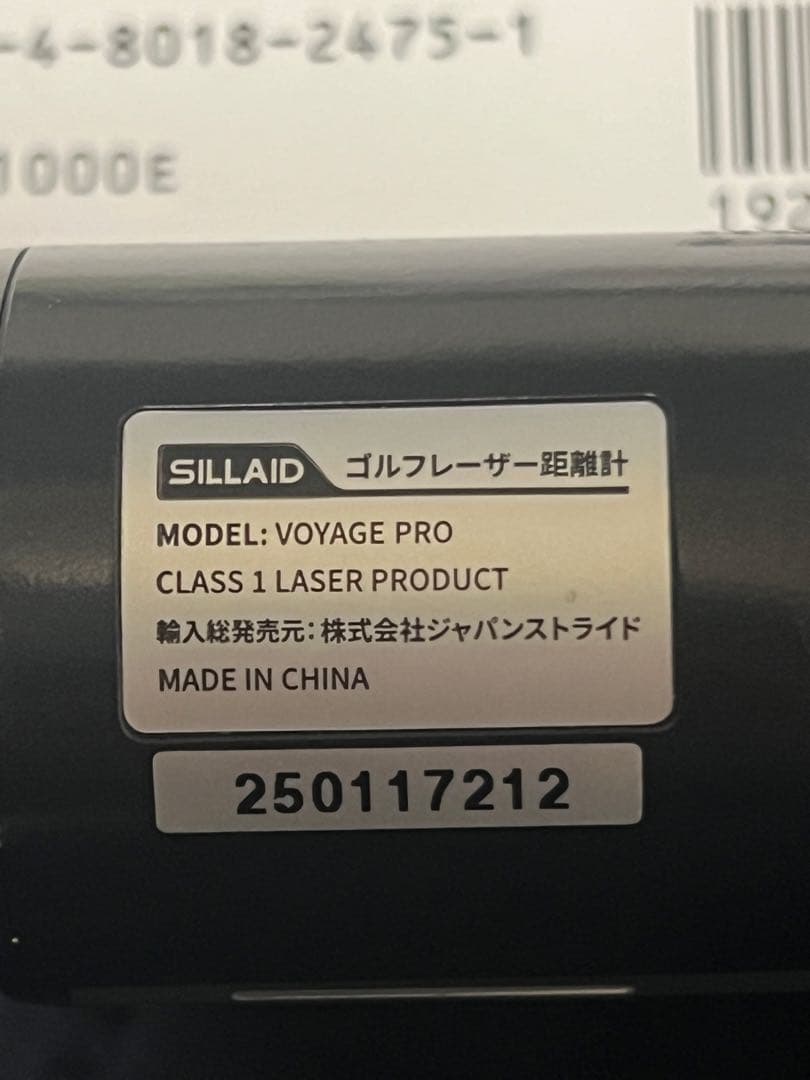 -4-8018-2475-1
1000E
192
SILLAID ゴルフレーザー距離計
MODEL: VOYAGE PRO
CLASS 1 LASER PRODUCT
輸入総発売元：株式会社ジャパンストライド
MADE IN CHINA
250117212